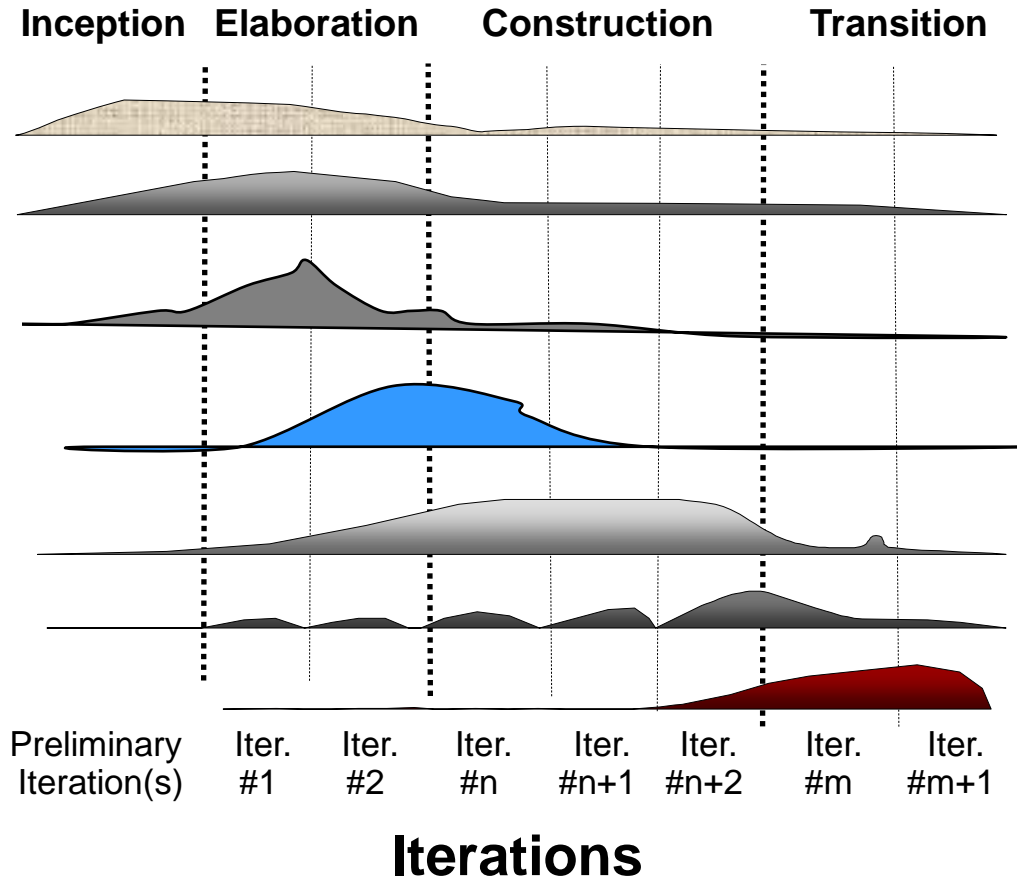 Inception Elaboration Construction Transition
Preliminary Iter. Iter. Iter. Iter. Iter. Iter. Iter.
Iteration(s) #1 #2 #n #n+1 #n+2 #m #m+1
Iterations